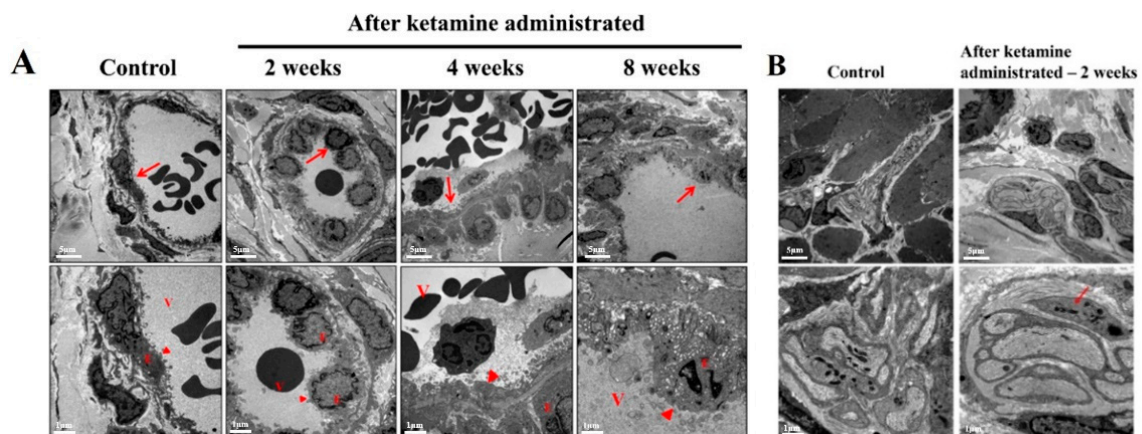 After ketamine administrated
A
Control
2 weeks
4 weeks
8 weeks
5μm
5μm
5μm
5μm
V
V
V
V
1μm
1μm
1μm
1μm
B
Control
After ketamine
administrated – 2 weeks
5μm
5μm
1μm
1μm